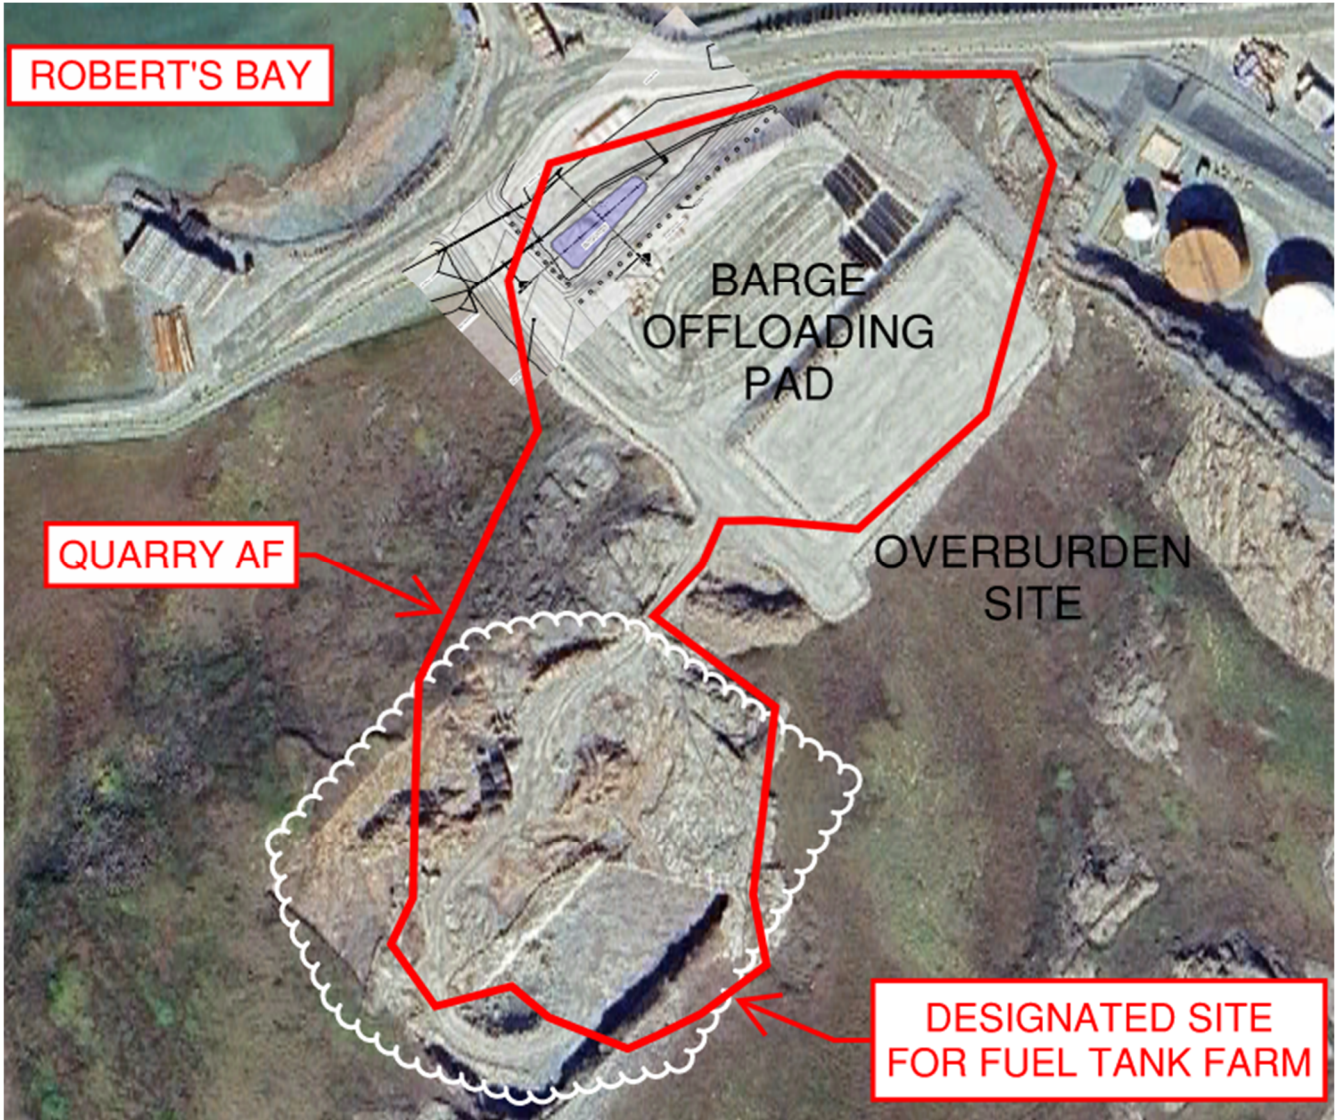 ROBERT'S BAY
BARGE
OFFLOADING
PAD
QUARRY AF
OVERBURDEN
SITE
DESIGNATED SITE
FOR FUEL TANK FARM